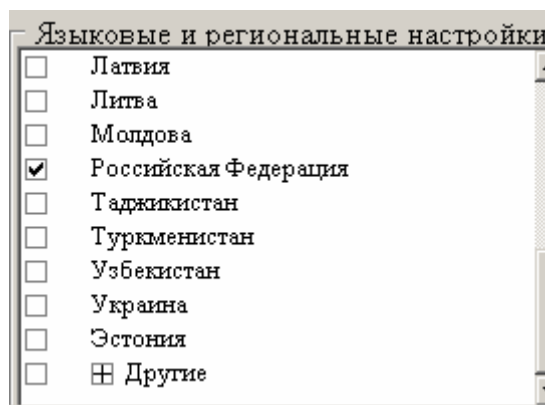 Языковые и региональные настройки
Латвия
Литва
Молдова
Российская Федерация
Таджикистан
Туркменистан
Узбекистан
Украина
Эстония
Другие